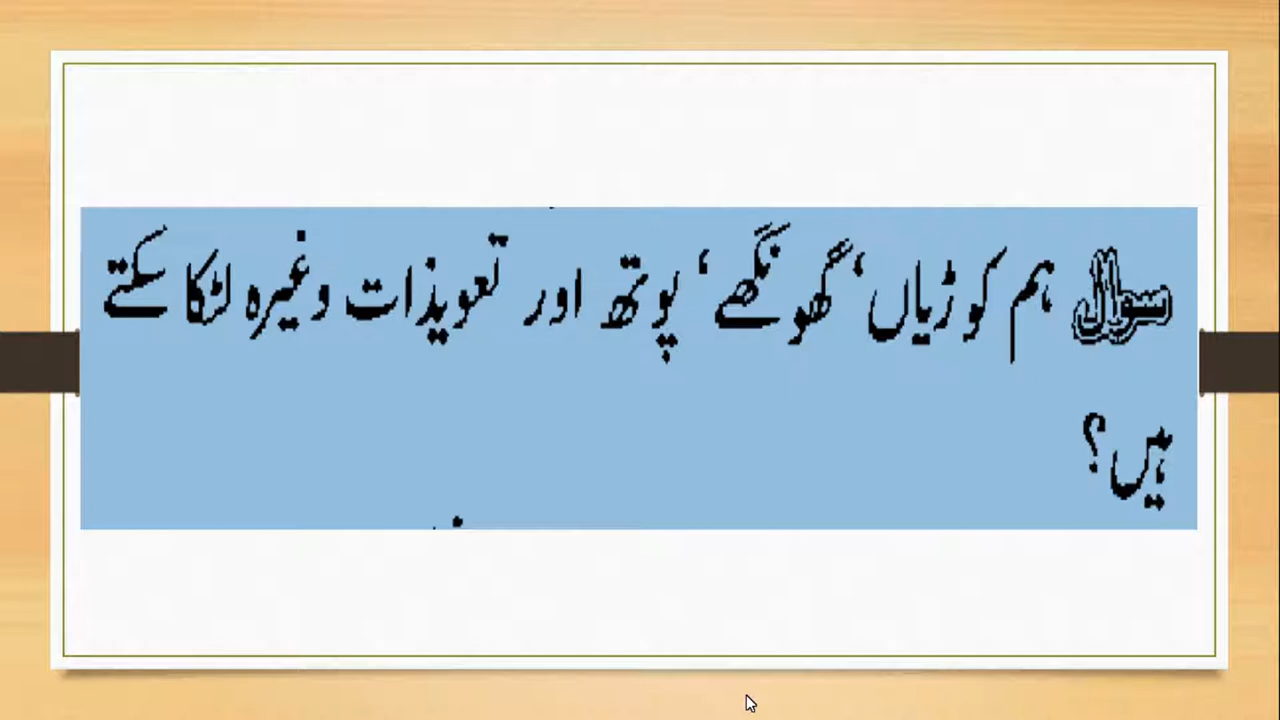 سوال ہم کوڑیاں‘ گھونگھے‘ پوتھ اور تعویذات وغیرہ لٹکا سکتے
ہیں؟